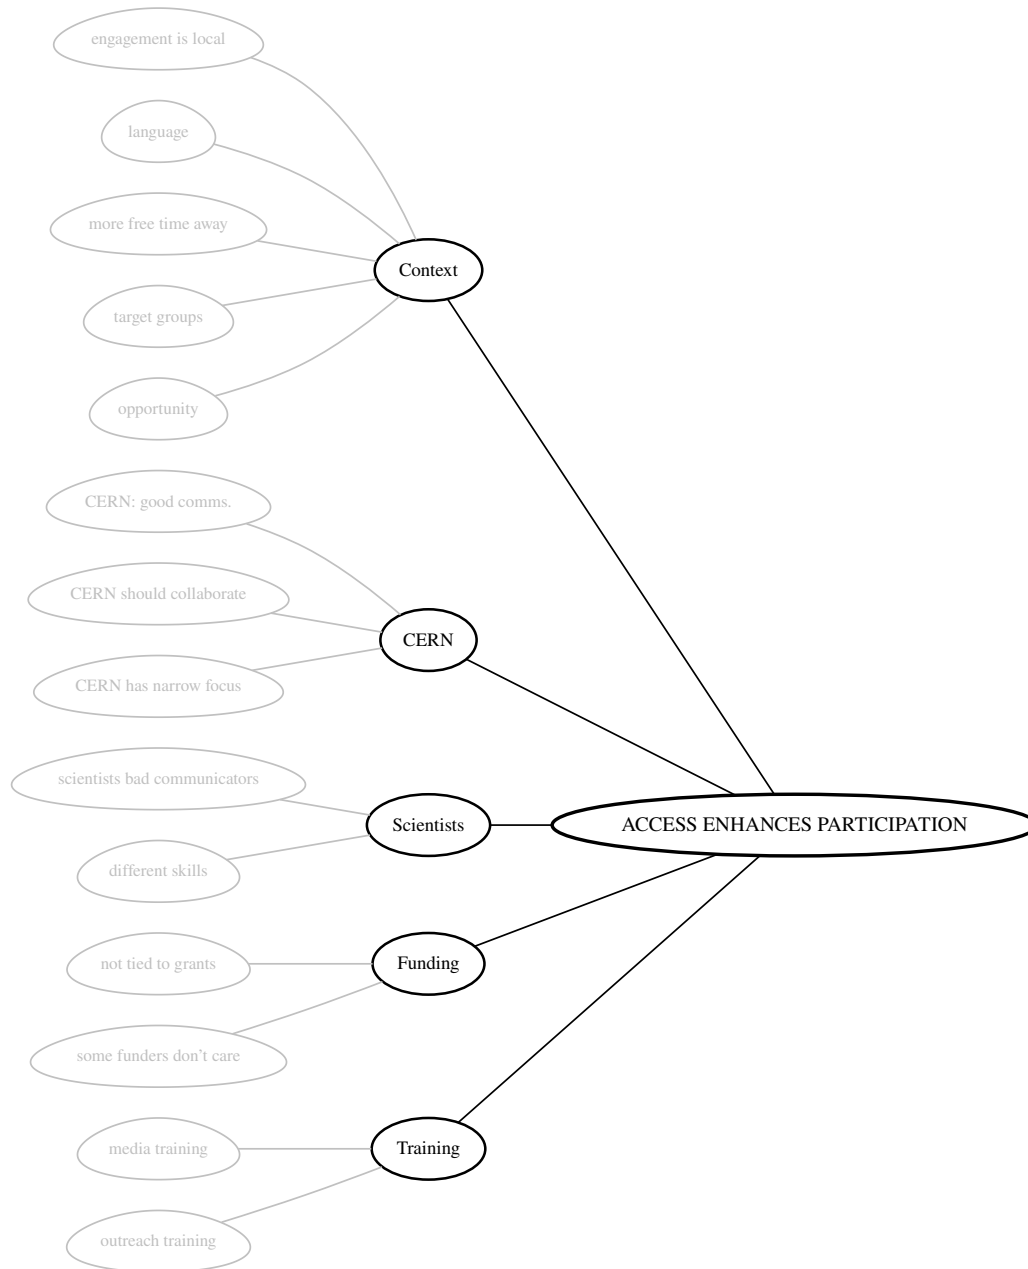 engagement is local
language
more free time away
Context
target groups
opportunity
CERN: good comms.
CERN should collaborate
CERN
CERN has narrow focus
scientists bad communicators
Scientists
ACCESS ENHANCES PARTICIPATION
different skills
not tied to grants
Funding
some funders don't care
media training
Training
outreach training